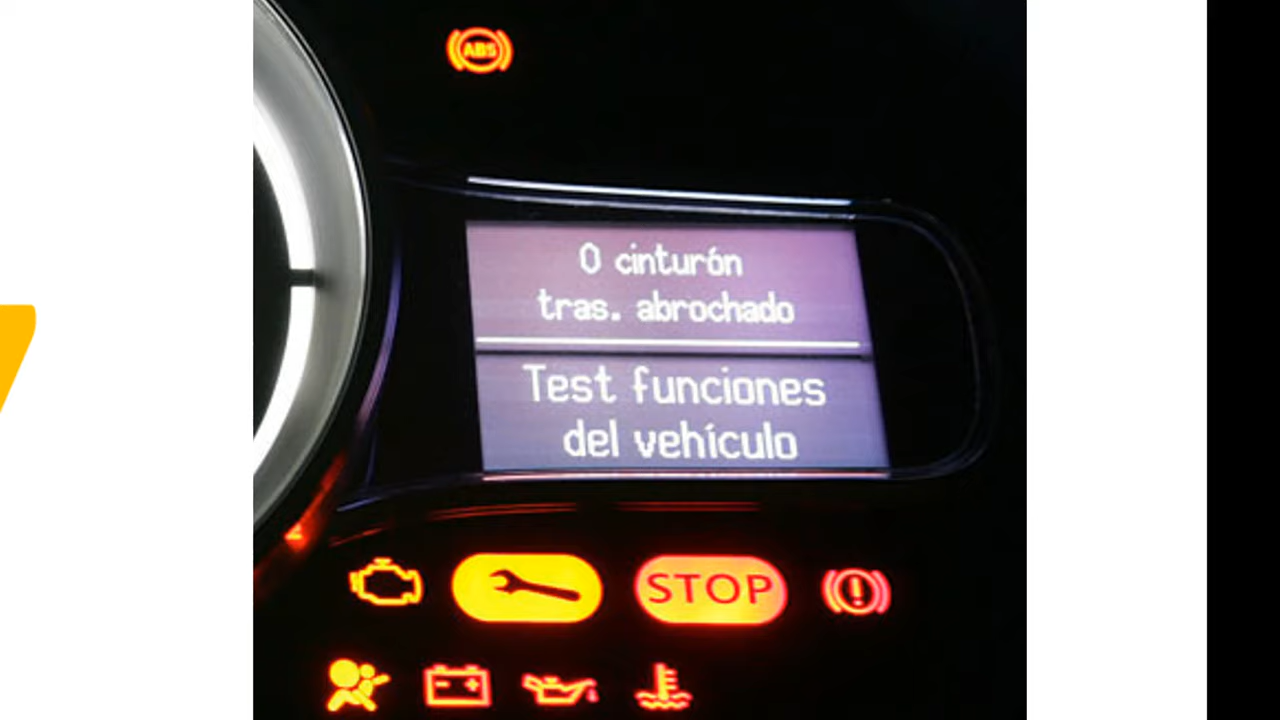 ABS
0 cinturón
tras. abrochado
Test funciones
del vehículo
STOP